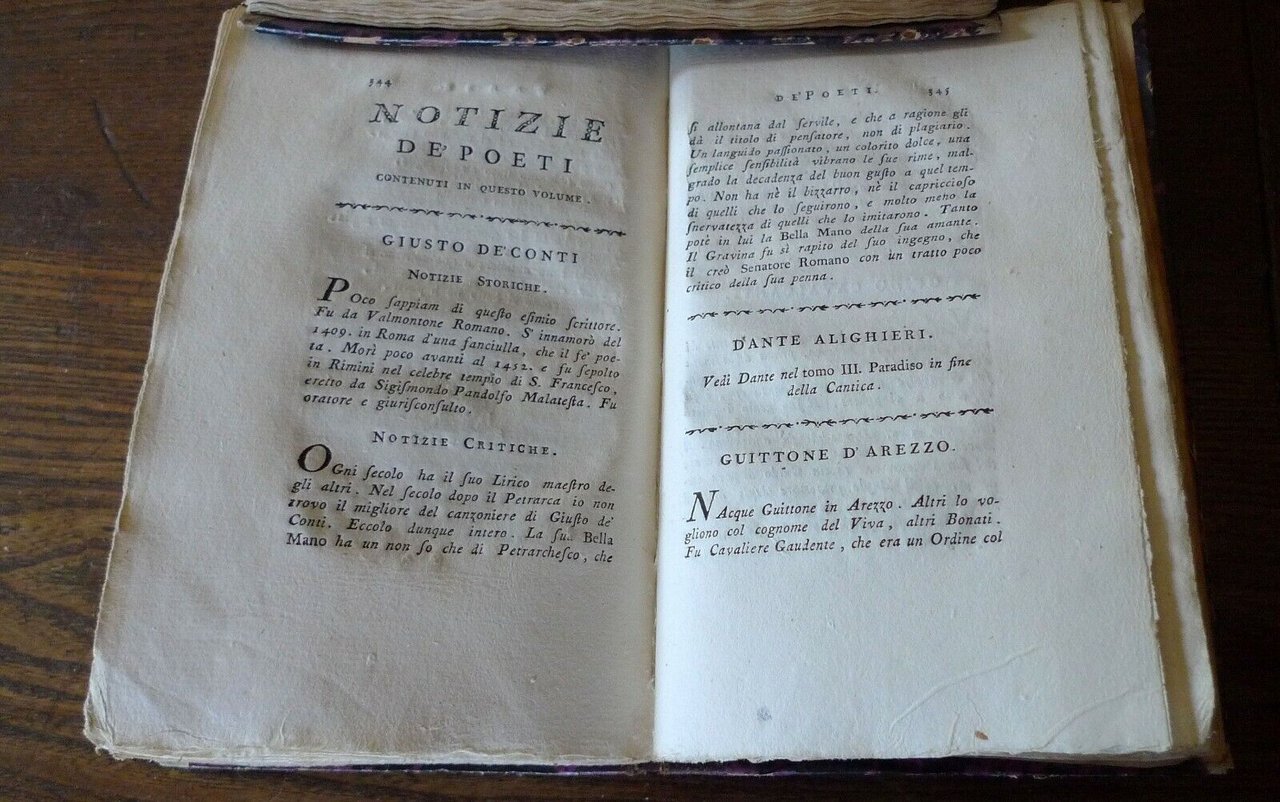 344
NOTIZIE
DE' POETI
CONTENUTI IN QUESTO VOLUME.
GIUSTO DE' CONTI
NOTIZIE STORICHE.
POco ſappiam di queſto eſimio ſcrittore.
Fu da Valmontone Romano. S' innamorò del
1409. in Roma d'una fanciulla, che il fe' poe-
ta. Morì poco avanti al 1452. e fu ſepolto
in Rimini nel celebre tempio di S. Franceſco,
eretto da Sigiſmondo Pandolfo Malateſta. Fu
oratore e giuriſconſulto.
NOTIZIE CRITICHE.
OGni ſecolo ha il ſuo Lirico maeſtro de-
gli altri. Nel ſecolo dopo il Petrarca io non
trovo il migliore del canzoniere di Giuſto de'
Conti. Eccolo dunque intero. La ſu. Bella
Mano ha un non ſo che di Petrarcheſco, che
DE' POETI. 345
ſi allontana dal ſervile, e che a ragione gli
dà il titolo di penſatore, non di plagiario.
Un languido paſſionato, un colorito dolce, una
ſemplice ſenſibilità vibrano le ſue rime, mal-
grado la decadenza del buon guſto a quel tem-
po. Non ha nè il bizzarro, nè il capriccioſo
di quelli che lo ſeguirono, e molto meno la
ſnervatezza di quelli che lo imitarono. Tanto
potè in lui la Bella Mano della ſua amante.
Il Gravina fu sì rapito del ſuo ingegno, che
il creò Senatore Romano con un tratto poco
critico della ſua penna.
DANTE ALIGHIERI.
Vedi Dante nel tomo III. Paradiso in fine
della Cantica.
GUITTONE D' AREZZO.
NAcque Guittone in Arezzo. Altri lo vo-
gliono col cognome del Viva, altri Bonati.
Fu Cavaliere Gaudente, che era un Ordine col